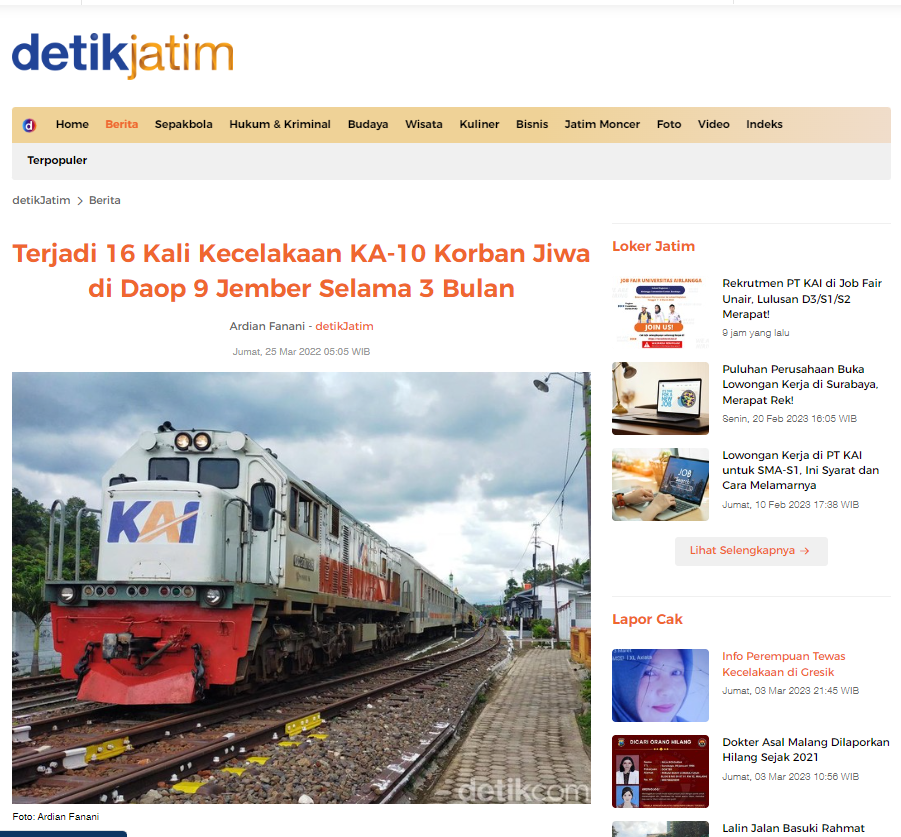 detikjatim
d Home Berita Sepakbola Hukum & Kriminal Budaya Wisata Kuliner Bisnis Jatim Moncer Foto Video Indeks
Terpopuler
detikJatim > Berita
Terjadi 16 Kali Kecelakaan KA-10 Korban Jiwa
di Daop 9 Jember Selama 3 Bulan
Ardian Fanani - detikJatim
Jumat, 25 Mar 2022 05:05 WIB
KAI
detikcom
Foto: Ardian Fanani
Loker Jatim
JOB FAIR UNIVERSITAS AIRLANGGA
JOIN US!
Rekrutmen PT KAI di Job Fair
Unair, Lulusan D3/S1/S2
Merapat!
9 jam yang lalu
Puluhan Perusahaan Buka
Lowongan Kerja di Surabaya,
Merapat Rek!
Senin, 20 Feb 2023 16:05 WIB
JOB
Lowongan Kerja di PT KAI
untuk SMA-S1, Ini Syarat dan
Cara Melamarnya
Jumat, 10 Feb 2023 17:38 WIB
Lihat Selengkapnya →
Lapor Cak
Info Perempuan Tewas
Kecelakaan di Gresik
Jumat, 03 Mar 2023 21:45 WIB
DICARI ORANG HILANG
Dokter Asal Malang Dilaporkan
Hilang Sejak 2021
Jumat, 03 Mar 2023 10:56 WIB
Lalin Jalan Basuki Rahmat